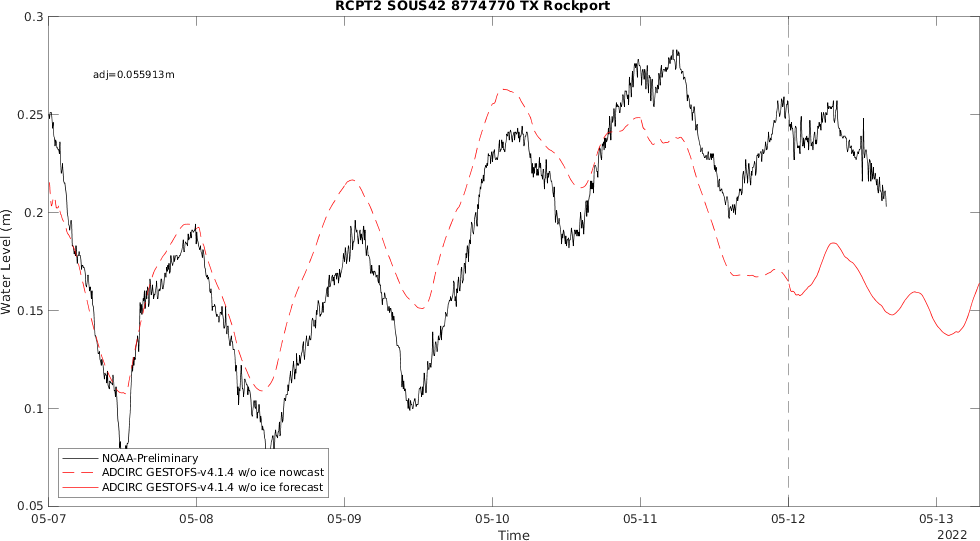 RCPT2 SOUS42 8774770 TX Rockport
0.3
adj=0.055913m
0.25
0.2
Water Level (m)
0.15
0.1
NOAA-Preliminary
ADCIRC GESTOFS-v4.1.4 w/o ice nowcast
ADCIRC GESTOFS-v4.1.4 w/o ice forecast
0.05
05-07 05-08 05-09 05-10 05-11 05-12 05-13
Time
2022